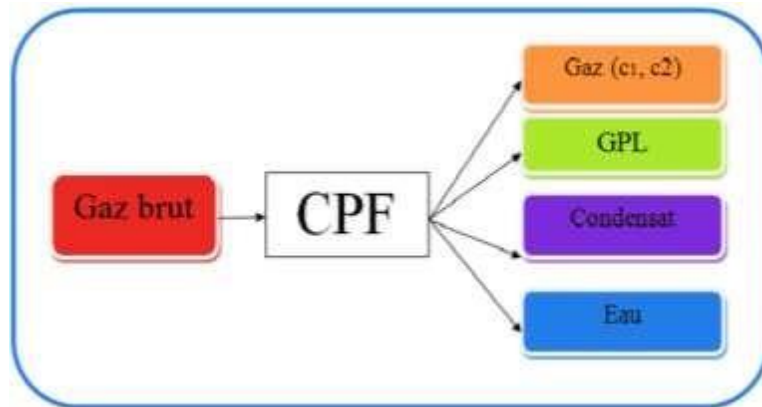 Gaz (c1, c2)
GPL
Gaz brut
CPF
Condensat
Eau